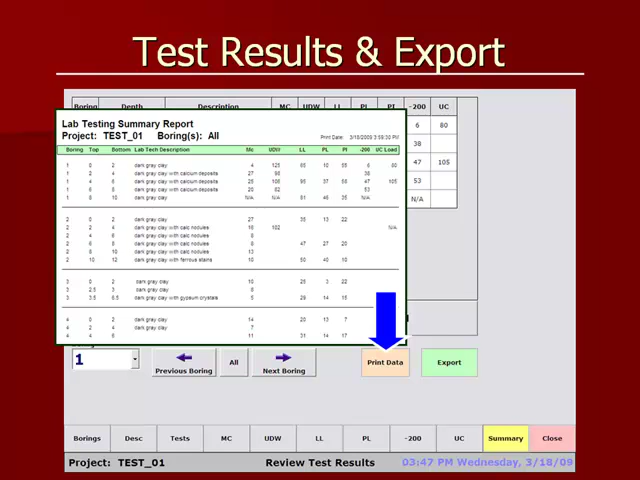 Test Results & Export
Boring Depth Description MC UDW LL PL PI -200 UC
6 80
38
47 105
53
N/A
Lab Testing Summary Report
Project: TEST_01 Boring(s): All
Print Date: 3/18/2009 3:59:30 PM
Boring Top Bottom Lab Tech Description Mc UDW LL PL PI -200 UC Load
1 0 2 dark gray clay 4 125 65 10 55 6 80
1 2 4 dark gray clay with calcium deposits 27 98 38
1 4 6 dark gray clay with calcium deposits 25 105 95 37 58 47 105
1 6 8 dark gray clay with calcium deposits 20 82 53
1 8 10 dark gray clay N/A N/A 81 46 35 N/A
2 0 2 dark gray clay 27 35 13 22
2 2 4 dark gray clay with calc nodules 16 102 N/A
2 4 6 dark gray clay with calc nodules 9
2 6 8 dark gray clay with calc nodules 8 47 27 20
2 8 10 dark gray clay with calc nodules 13
2 10 12 dark gray clay with ferrous stains 10 50 40 10
3 0 2 dark gray clay 10 25 3 22
3 2.5 3 dark gray clay 8
3 3.5 6.5 dark gray clay with gypsum crystals 5 29 14 15
4 0 2 dark gray clay 14 20 13 7
4 2 4 dark gray clay 7
4 4 6 11 31 14 17
1
Previous Boring All Next Boring Print Data Export
Borings Desc Tests MC UDW LL PL -200 UC Summary Close
Project: TEST_01 Review Test Results 03:47 PM Wednesday, 3/18/09